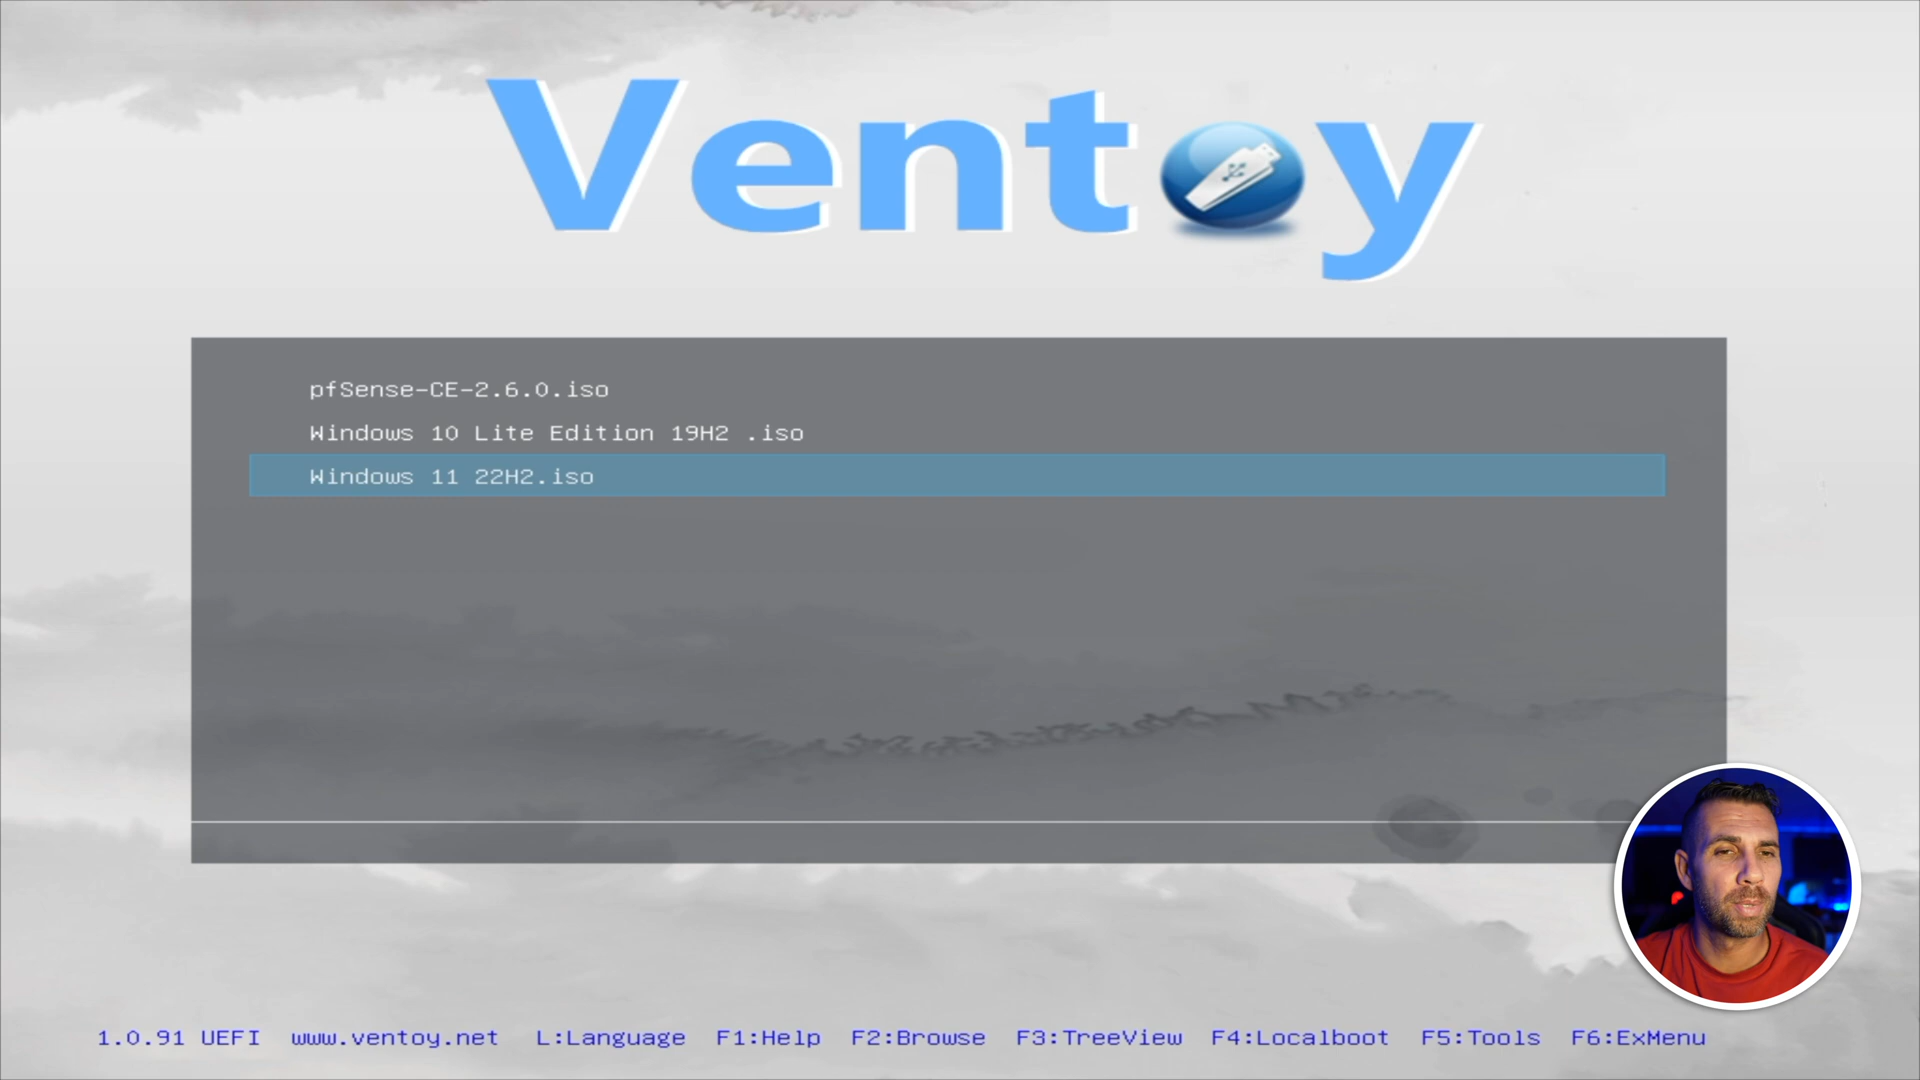 Ventoy
pfSense-CE-2.6.0.iso
Windows 10 Lite Edition 19H2 .iso
Windows 11 22H2.iso
1.0.91 UEFI www.ventoy.net L:Language F1:Help F2:Browse F3:TreeView F4:Localboot F5:Tools F6:ExMenu